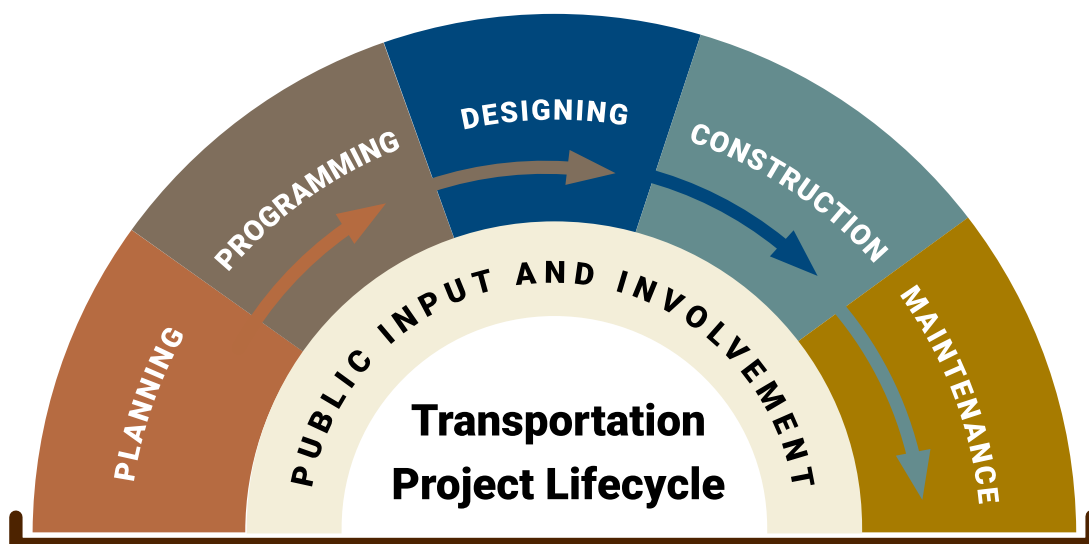 PLANNING
PROGRAMMING
DESIGNING
CONSTRUCTION
MAINTENANCE
PUBLIC INPUT AND INVOLVEMENT
Transportation
Project Lifecycle